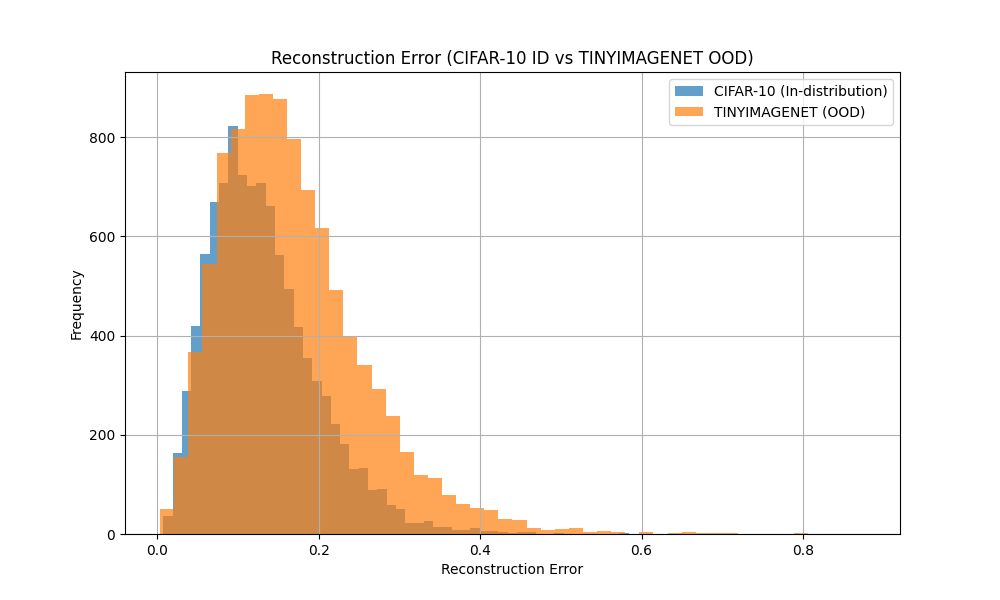 Reconstruction Error (CIFAR-10 ID vs TINYIMAGENET OOD)
CIFAR-10 (In-distribution)
TINYIMAGENET (OOD)
Frequency
800
600
400
200
0
0.0 0.2 0.4 0.6 0.8
Reconstruction Error